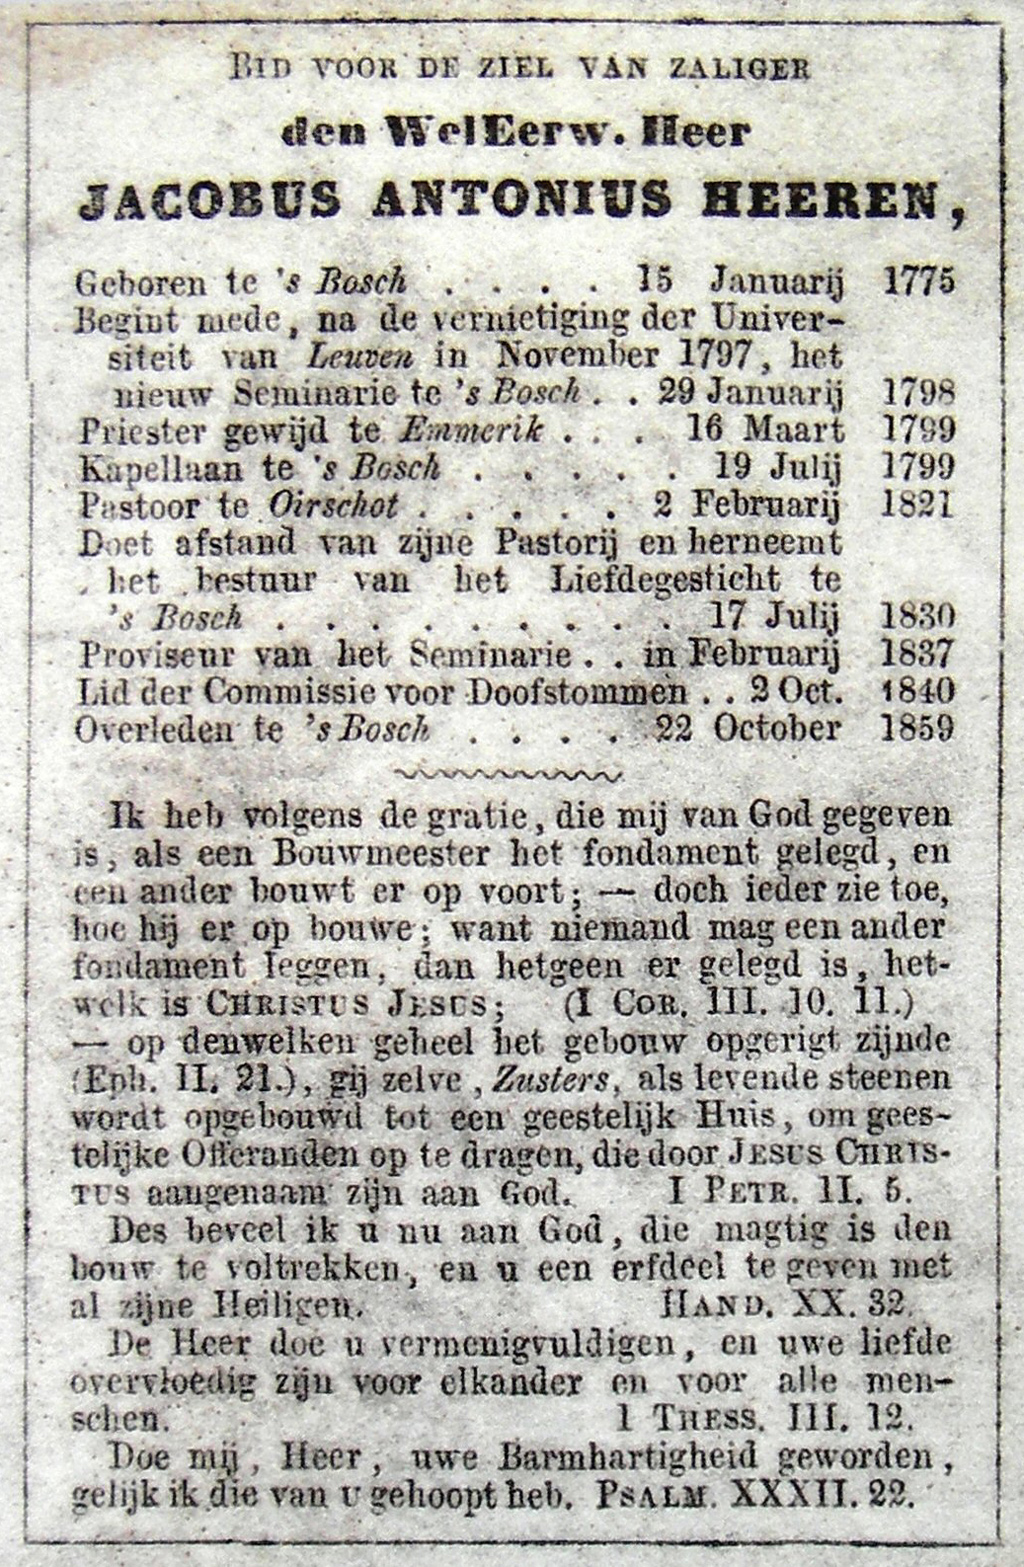 BID VOOR DE ZIEL VAN ZALIGER
den WelEerw. Heer
JACOBUS ANTONIUS HEEREN,
Geboren te 's Bosch . . . . 15 Januarij 1775
Begint mede, na de vernietiging der Univer-
siteit van Leuven in November 1797, het
nieuw Seminarie te 's Bosch . . 29 Januarij 1798
Priester gewijd te Emmerik . . . 16 Maart 1799
Kapellaan te 's Bosch . . . . . 19 Julij 1799
Pastoor te Oirschot . . . . . 2 Februarij 1821
Doet afstand van zijne Pastorij en herneemt
het bestuur van het Liefdegesticht te
's Bosch . . . . . . . . . 17 Julij 1830
Proviseur van het Seminarie . . in Februarij 1837
Lid der Commissie voor Doofstommen . . 2 Oct. 1840
Overleden te 's Bosch . . . . 22 October 1859
Ik heb volgens de gratie, die mij van God gegeven
is, als een Bouwmeester het fondament gelegd, en
een ander bouwt er op voort; — doch ieder zie toe,
hoe hij er op bouwe; want niemand mag een ander
fondament leggen, dan hetgeen er gelegd is, het-
welk is CHRISTUS JESUS; (I COR. III. 10. 11.)
— op denwelken geheel het gebouw opgerigt zijnde
(Eph. II. 21.), gij zelve, Zusters, als levende steenen
wordt opgebouwd tot een geestelijk Huis, om gees-
telijke Offeranden op te dragen, die door JESUS CHRIS-
TUS aangenaam zijn aan God. I PETR. II. 5.
Des beveel ik u nu aan God, die magtig is den
bouw te voltrekken, en u een erfdeel te geven met
al zijne Heiligen. HAND. XX. 32.
De Heer doe u vermenigvuldigen, en uwe liefde
overvloedig zijn voor elkander en voor alle men-
schen. 1 THESS. III. 12.
Doe mij, Heer, uwe Barmhartigheid geworden,
gelijk ik die van U gehoopt heb. PSALM. XXXII. 22.